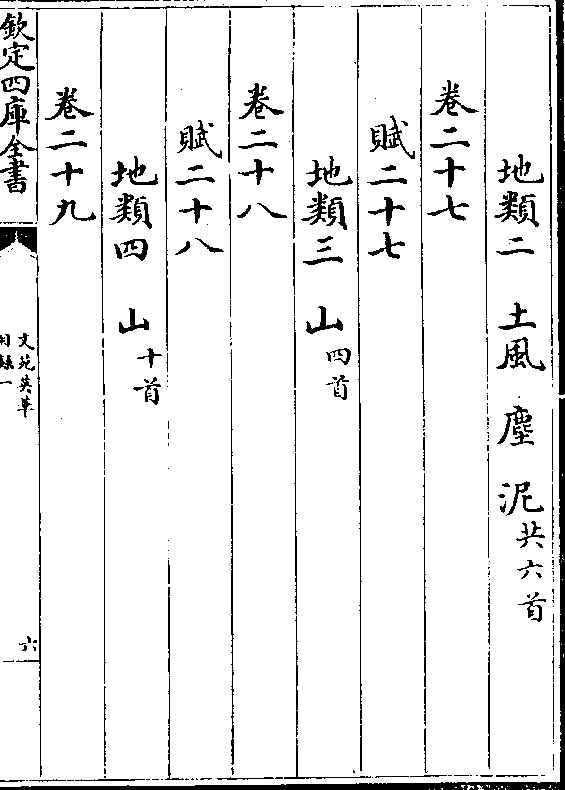 地類二　土風　塵　泥共六首
卷二十七
賦二十七
地類三　山四首
卷二十八
賦二十八
地類四　山十首
卷二十九
欽定四庫全書
文苑英華
目録一
六